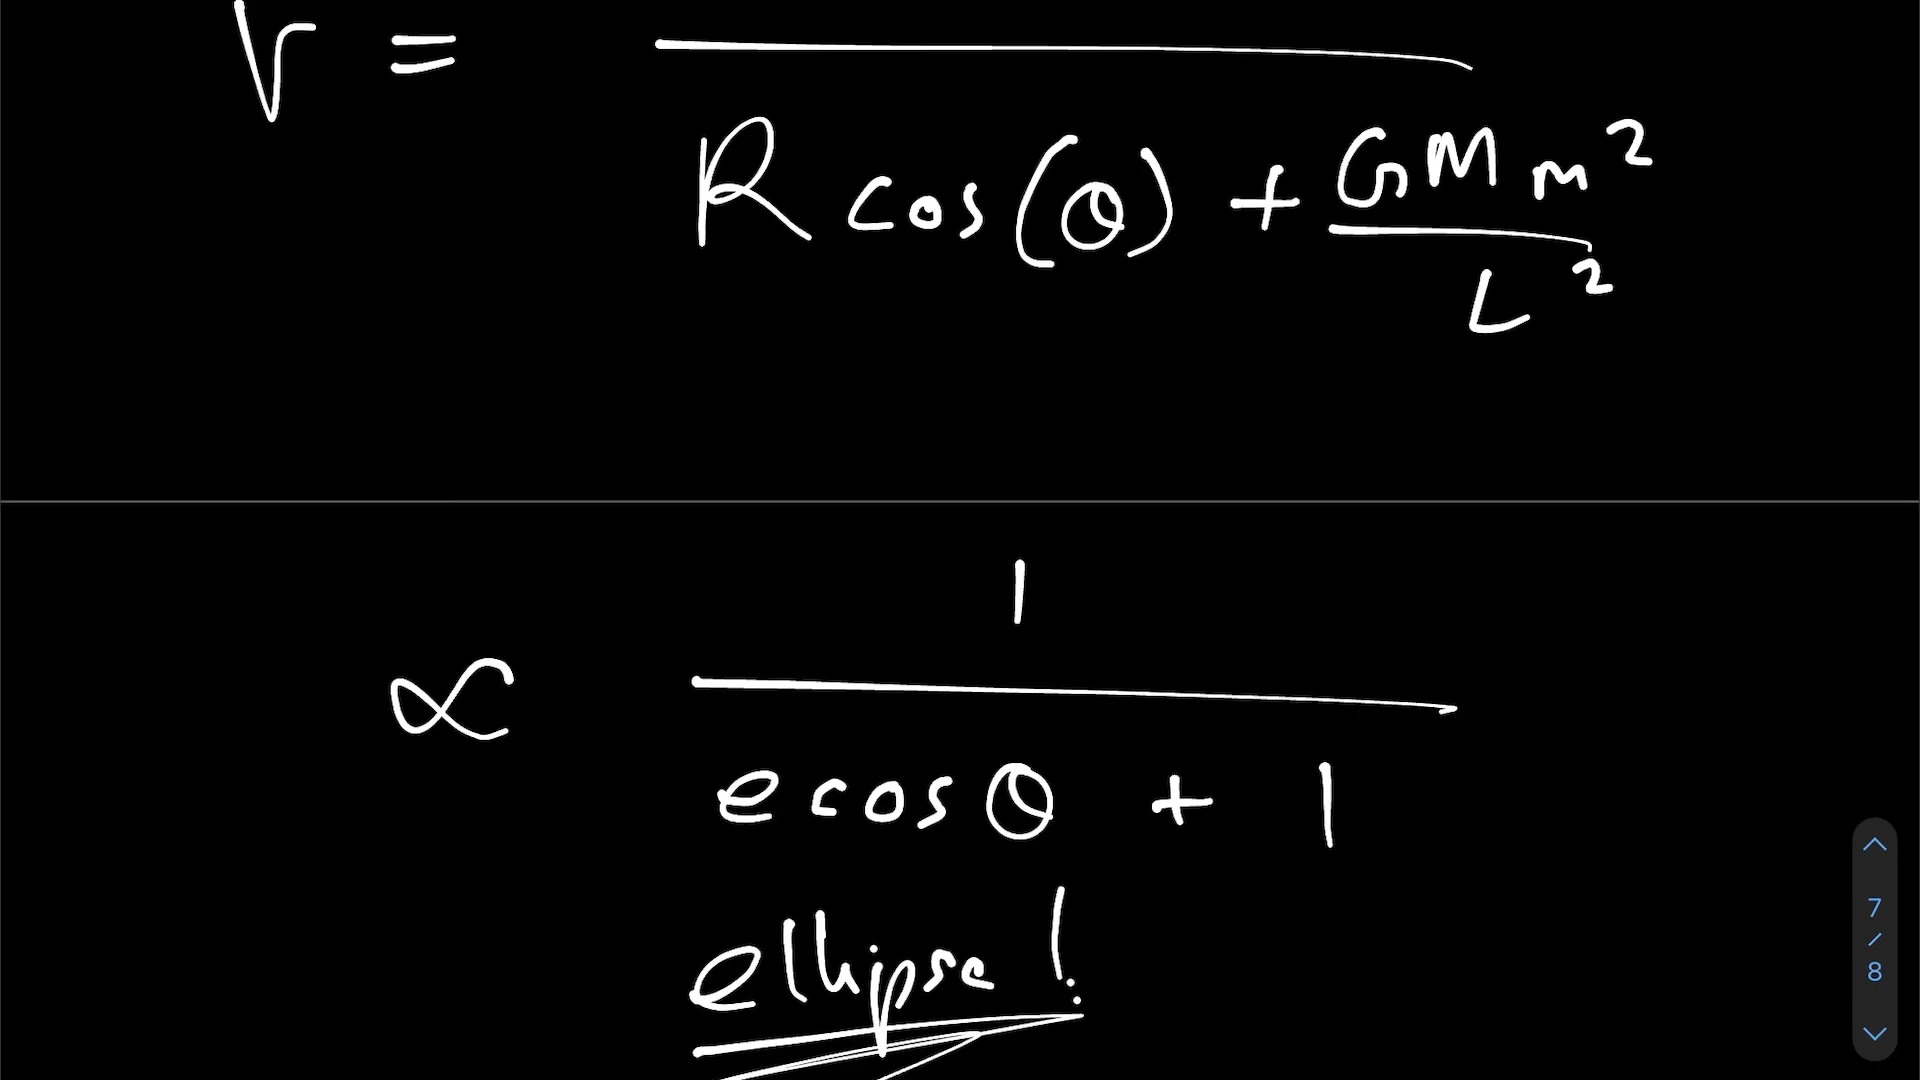 r =
R cos(θ) + GMm²
L²
1
∝
e cos θ + 1
ellipse!
7
/
8